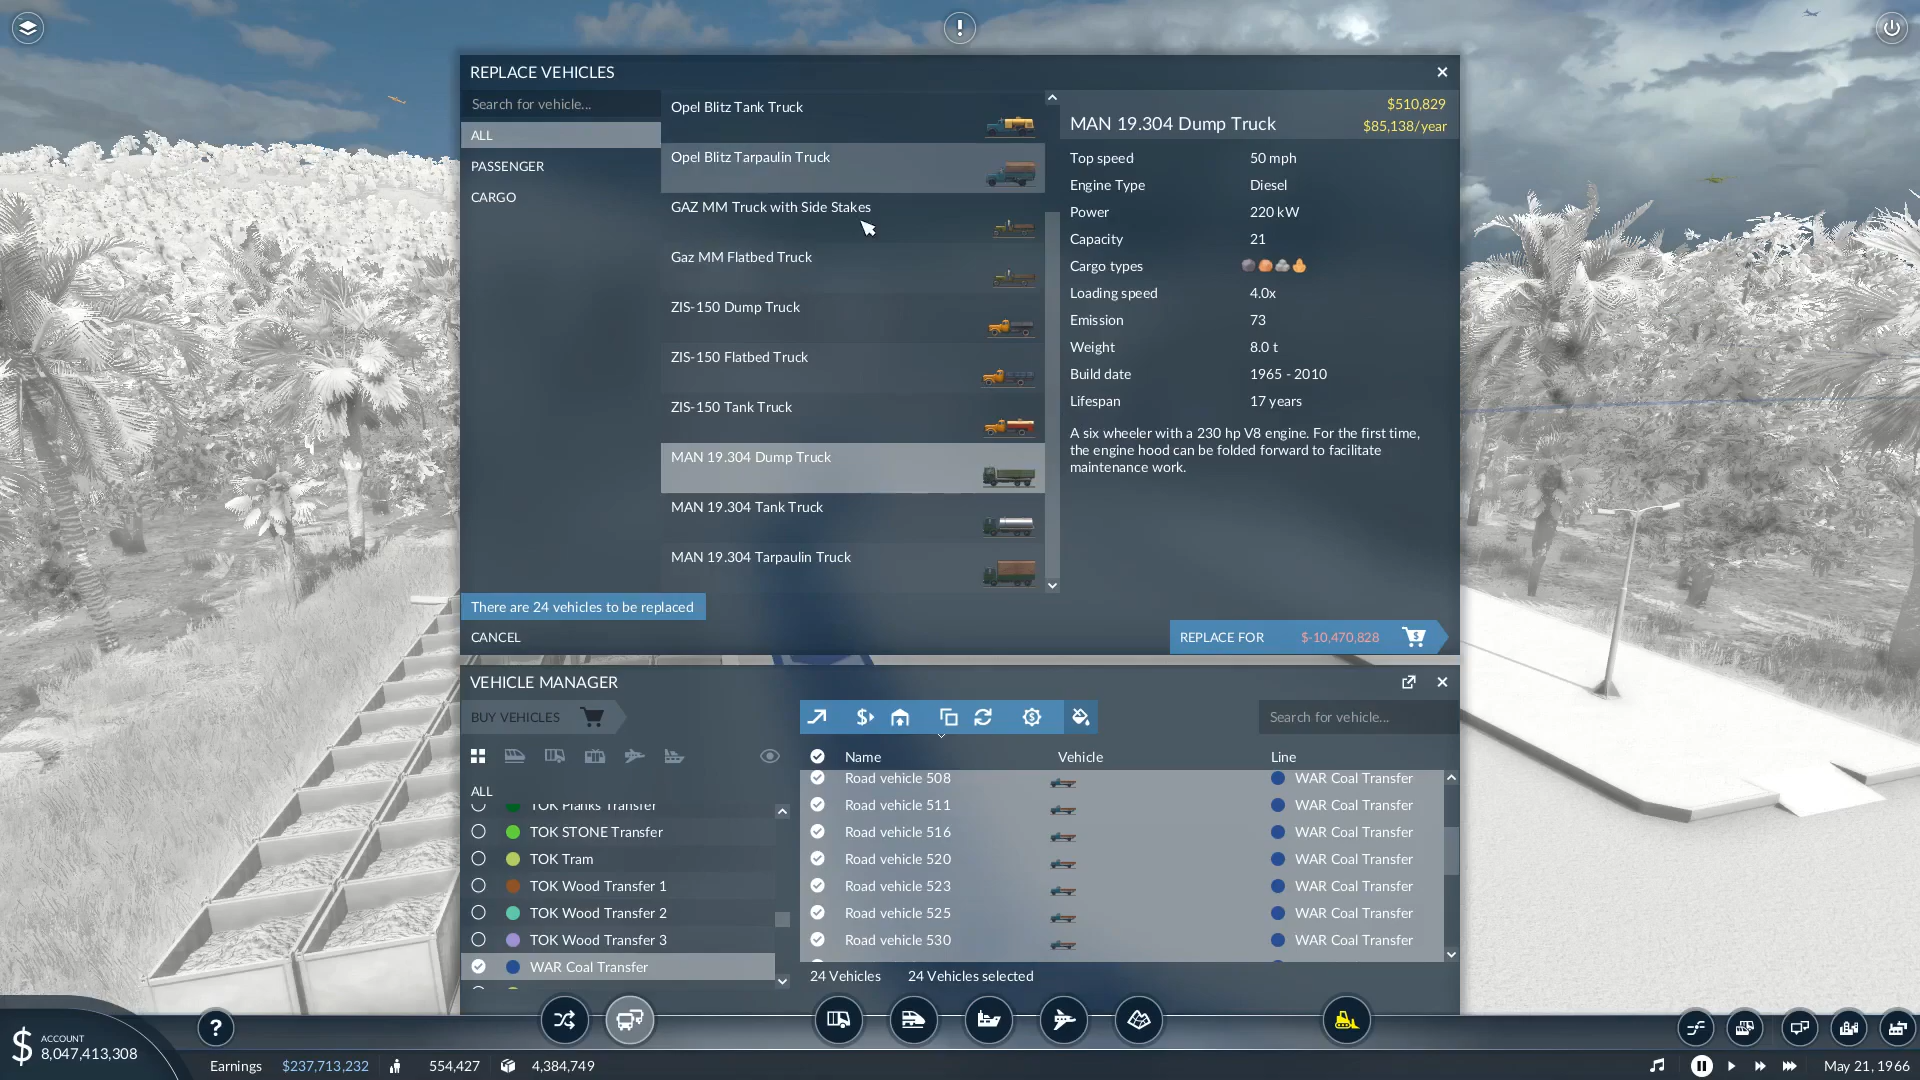 REPLACE VEHICLES
Search for vehicle...
ALL
PASSENGER
CARGO
Opel Blitz Tank Truck
Opel Blitz Tarpaulin Truck
GAZ MM Truck with Side Stakes
Gaz MM Flatbed Truck
ZIS-150 Dump Truck
ZIS-150 Flatbed Truck
ZIS-150 Tank Truck
MAN 19.304 Dump Truck
MAN 19.304 Tank Truck
MAN 19.304 Tarpaulin Truck
$510,829
MAN 19.304 Dump Truck
$85,138/year
Top speed 50 mph
Engine Type Diesel
Power 220 kW
Capacity 21
Cargo types
Loading speed 4.0x
Emission 73
Weight 8.0 t
Build date 1965 - 2010
Lifespan 17 years
A six wheeler with a 230 hp V8 engine. For the first time,
the engine hood can be folded forward to facilitate
maintenance work.
There are 24 vehicles to be replaced
CANCEL
REPLACE FOR $-10,470,828
VEHICLE MANAGER
BUY VEHICLES
Search for vehicle...
ALL
TOK Planks Transfer
TOK STONE Transfer
TOK Tram
TOK Wood Transfer 1
TOK Wood Transfer 2
TOK Wood Transfer 3
WAR Coal Transfer
Name Vehicle Line
Road vehicle 508 WAR Coal Transfer
Road vehicle 511 WAR Coal Transfer
Road vehicle 516 WAR Coal Transfer
Road vehicle 520 WAR Coal Transfer
Road vehicle 523 WAR Coal Transfer
Road vehicle 525 WAR Coal Transfer
Road vehicle 530 WAR Coal Transfer
24 Vehicles 24 Vehicles selected
$ ACCOUNT
8,047,413,308
?
Earnings $237,713,232 554,427 4,384,749
May 21, 1966